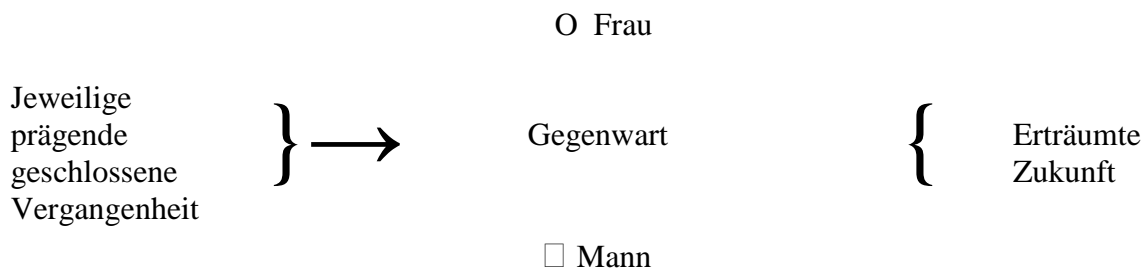 O Frau
Jeweilige
prägende
geschlossene
Vergangenheit
} → Gegenwart {
Erträumte
Zukunft
□ Mann